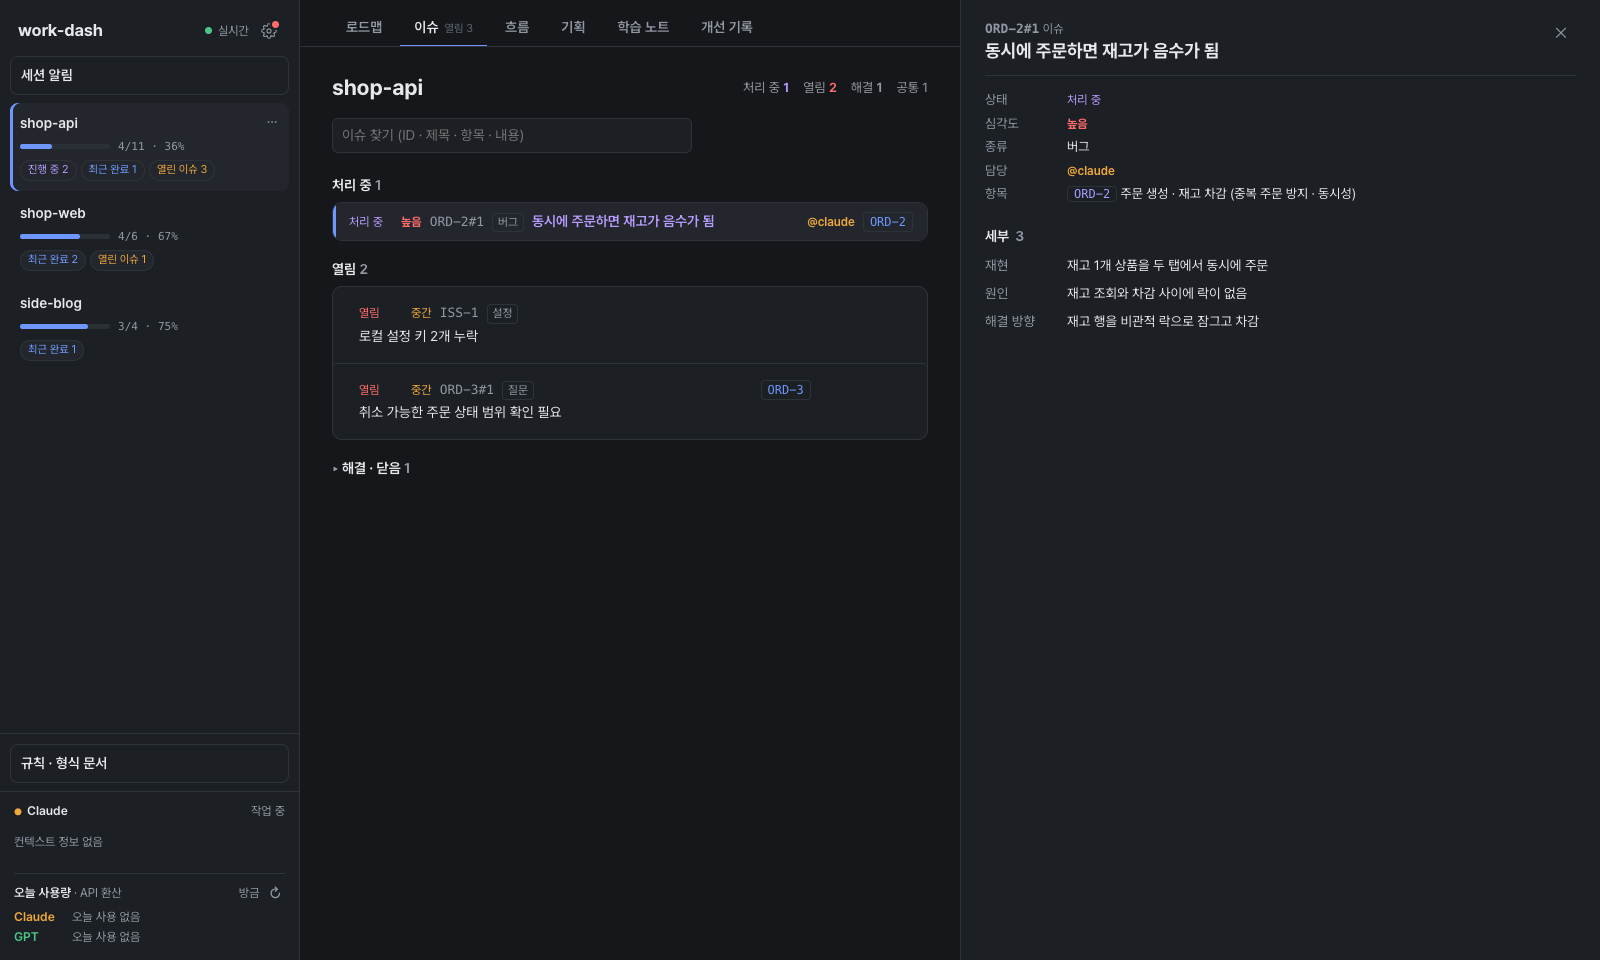 work-dash
실시간
세션 알림
shop-api
···
4/11 · 36%
진행 중 2
최근 완료 1
열린 이슈 3
shop-web
4/6 · 67%
최근 완료 2
열린 이슈 1
side-blog
3/4 · 75%
최근 완료 1
규칙 · 형식 문서
Claude
작업 중
컨텍스트 정보 없음
오늘 사용량 · API 환산
방금
Claude 오늘 사용 없음
GPT 오늘 사용 없음
로드맵 이슈 열림 3 흐름 기획 학습 노트 개선 기록
shop-api
처리 중 1 열림 2 해결 1 공통 1
이슈 찾기 (ID · 제목 · 항목 · 내용)
처리 중 1
처리 중 높음 ORD-2#1 버그 동시에 주문하면 재고가 음수가 됨 @claude ORD-2
열림 2
열림 중간 ISS-1 설정
로컬 설정 키 2개 누락
열림 중간 ORD-3#1 질문 ORD-3
취소 가능한 주문 상태 범위 확인 필요
해결 · 닫음 1
ORD-2#1 이슈
동시에 주문하면 재고가 음수가 됨
상태 처리 중
심각도 높음
종류 버그
담당 @claude
항목 ORD-2 주문 생성 · 재고 차감 (중복 주문 방지 · 동시성)
세부 3
재현 재고 1개 상품을 두 탭에서 동시에 주문
원인 재고 조회와 차감 사이에 락이 없음
해결 방향 재고 행을 비관적 락으로 잠그고 차감